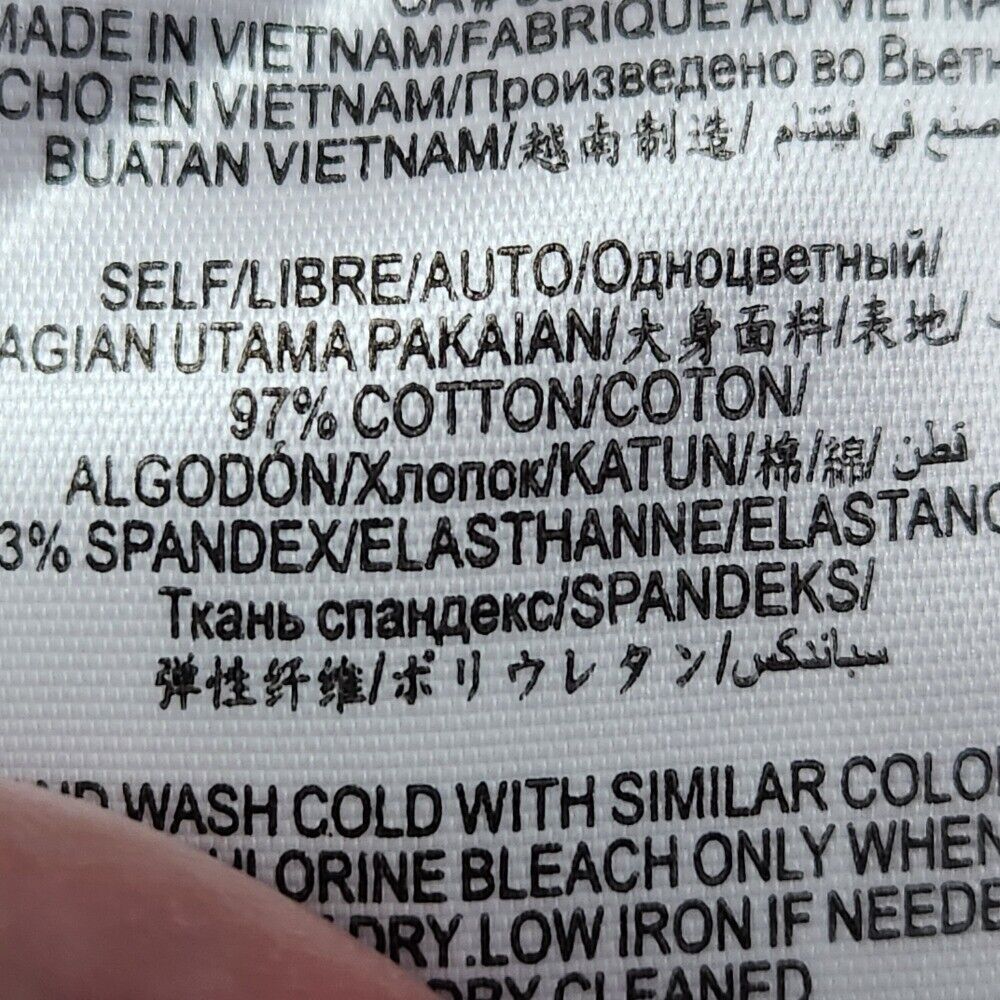 MADE IN VIETNAM/FABRIQUE AU VIETNA
CHO EN VIETNAM/Произведено во Вьетн
BUATAN VIETNAM/越南制造/ صنع في فيتنام
SELF/LIBRE/AUTO/Одноцветный/
AGIAN UTAMA PAKAIAN/大身面料/表地/
97% COTTON/COTON/
ALGODÓN/Хлопок/KATUN/棉/綿/ قطن
3% SPANDEX/ELASTHANNE/ELASTANO
Ткань спандекс/SPANDEKS/
弹性纤维/ポリウレタン/سباندكس
WASH COLD WITH SIMILAR COLO
LORINE BLEACH ONLY WHEN
DRY.LOW IRON IF NEEDE
DRY CLEANED